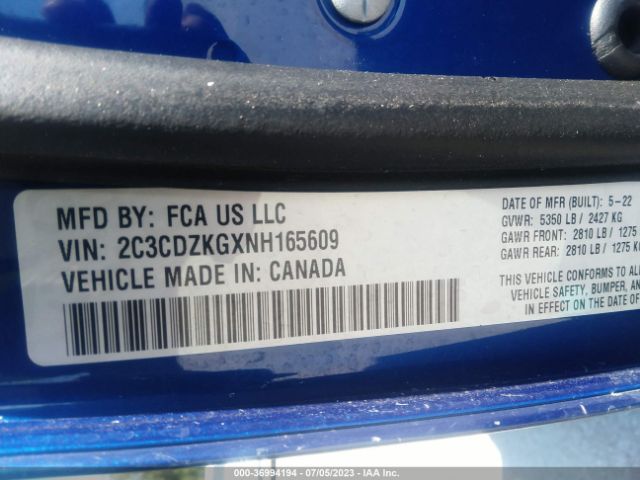 MFD BY: FCA US LLC
VIN: 2C3CDZKGXNH165609
VEHICLE MADE IN: CANADA
DATE OF MFR (BUILT): 5-22
GVWR: 5350 LB / 2427 KG
GAWR FRONT: 2810 LB / 1275
GAWR REAR: 2810 LB / 1275 KG
THIS VEHICLE CONFORMS TO ALL
VEHICLE SAFETY, BUMPER, AN
IN EFFECT ON THE DATE OF
000-36994194 - 07/05/2023 - IAA Inc.